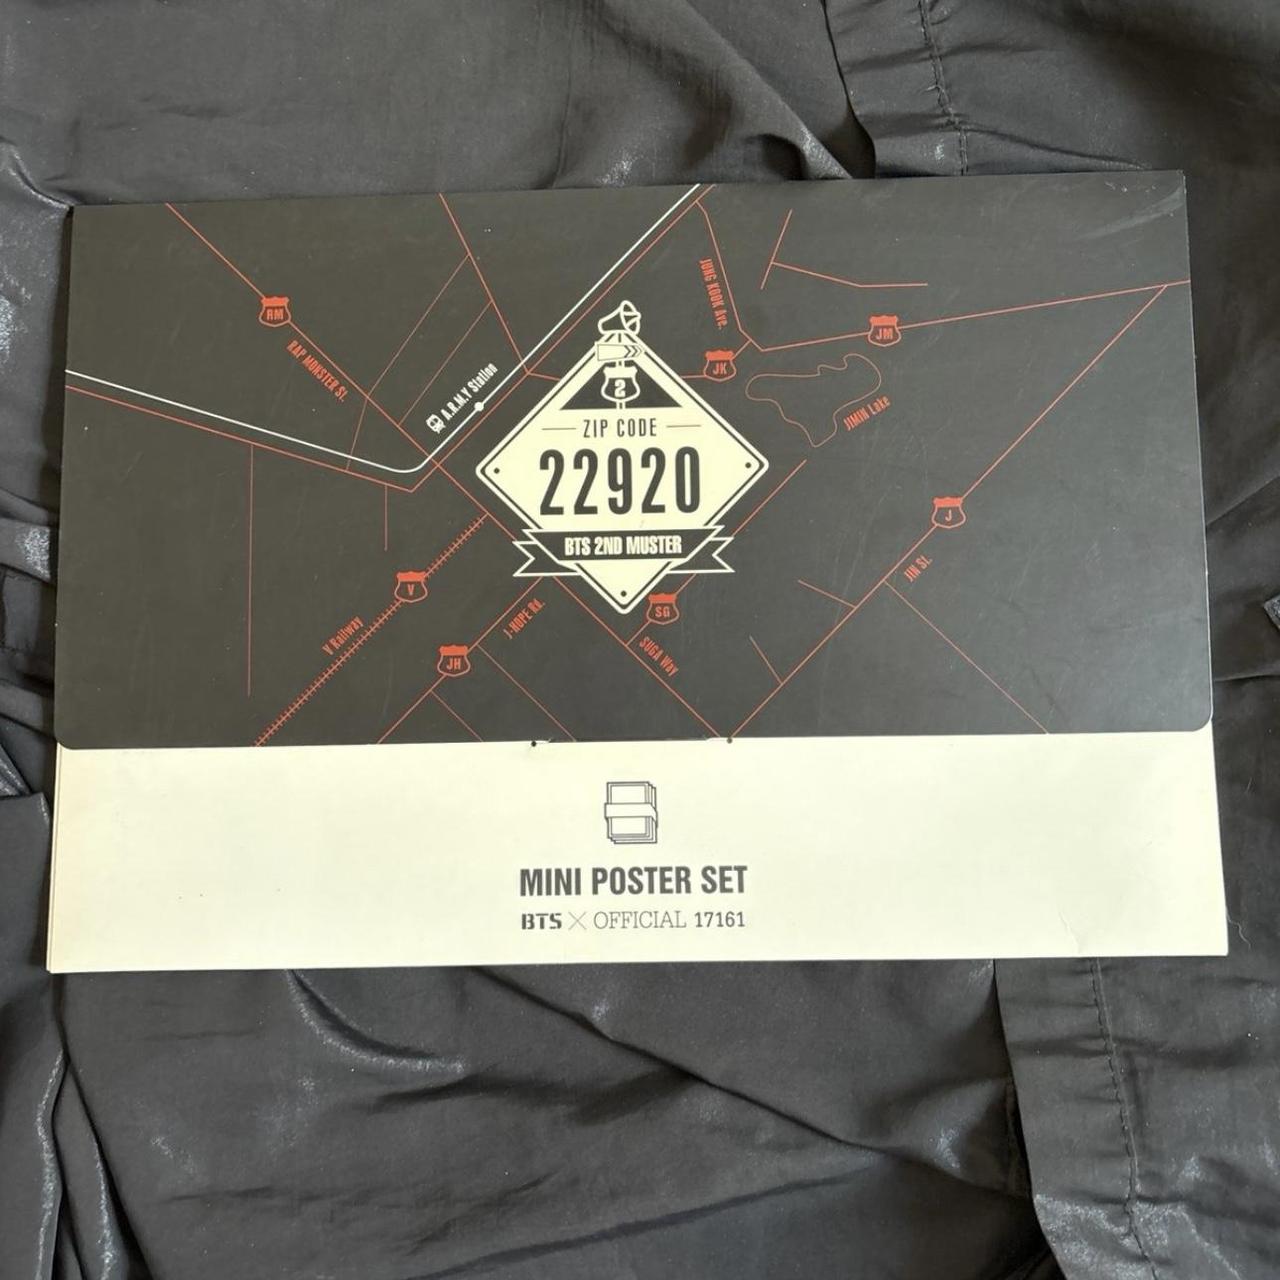 JUNG KOOK Ave.
RM
JM
RAP MONSTER St.
JK
2
A.R.M.Y Station
JIMIN Lake
ZIP CODE
22920
J
BTS 2ND MUSTER
JIN St.
V
SG
J-HOPE Rd.
V Railway
SUGA Way
JH
MINI POSTER SET
BTS X OFFICIAL 17161